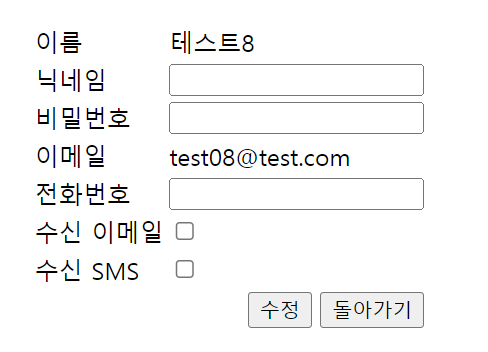 이름 테스트8
닉네임
비밀번호
이메일 test08@test.com
전화번호
수신 이메일
수신 SMS
수정 돌아가기